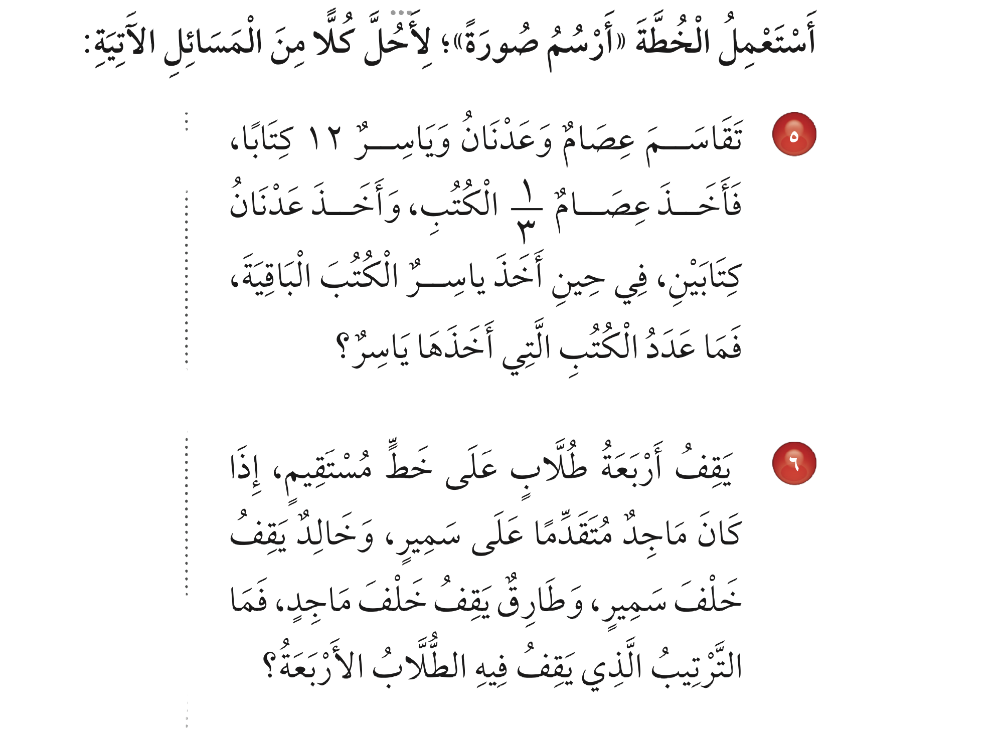 أَسْتَعْمِلُ الْخُطَّةَ «أَرْسُمُ صُورَةً»؛ لِأَحُلَّ كُلًّا مِنَ الْمَسَائِلِ الآتِيَةِ:
٥ تَقَاسَمَ عِصَامٌ وَعَدْنَانُ وَيَاسِرٌ ١٢ كِتَابًا،
فَأَخَذَ عِصَامٌ ١/٣ الْكُتُبِ، وَأَخَذَ عَدْنَانُ
كِتَابَيْنِ، فِي حِينِ أَخَذَ ياسِرٌ الْكُتُبَ الْبَاقِيَةَ،
فَمَا عَدَدُ الْكُتُبِ الَّتِي أَخَذَهَا يَاسِرٌ؟
٦ يَقِفُ أَرْبَعَةُ طُلَّابٍ عَلَى خَطٍّ مُسْتَقِيمٍ، إِذَا
كَانَ مَاجِدٌ مُتَقَدِّمًا عَلَى سَمِيرٍ، وَخَالِدٌ يَقِفُ
خَلْفَ سَمِيرٍ، وَطَارِقٌ يَقِفُ خَلْفَ مَاجِدٍ، فَمَا
التَّرْتِيبُ الَّذِي يَقِفُ فِيهِ الطُّلَّابُ الأَرْبَعَةُ؟